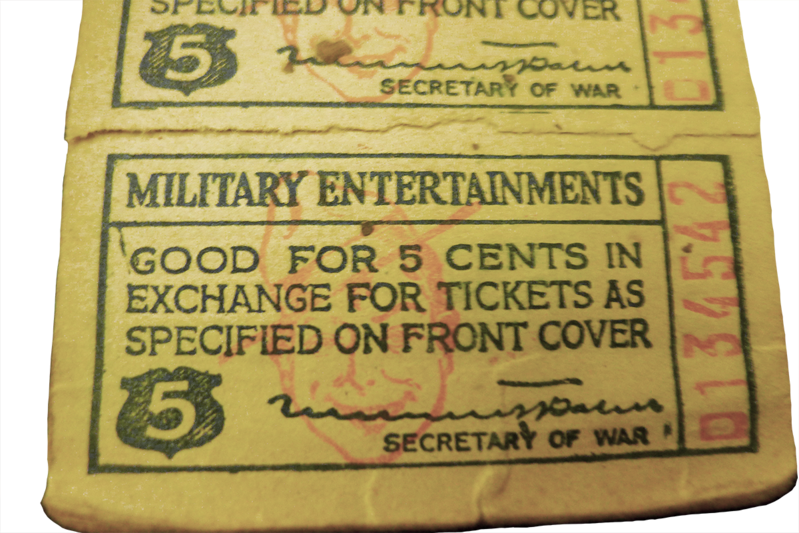 SPECIFIED ON FRONT COVER
5
SECRETARY OF WAR
MILITARY ENTERTAINMENTS
GOOD FOR 5 CENTS IN
EXCHANGE FOR TICKETS AS
SPECIFIED ON FRONT COVER
5
SECRETARY OF WAR
0134542